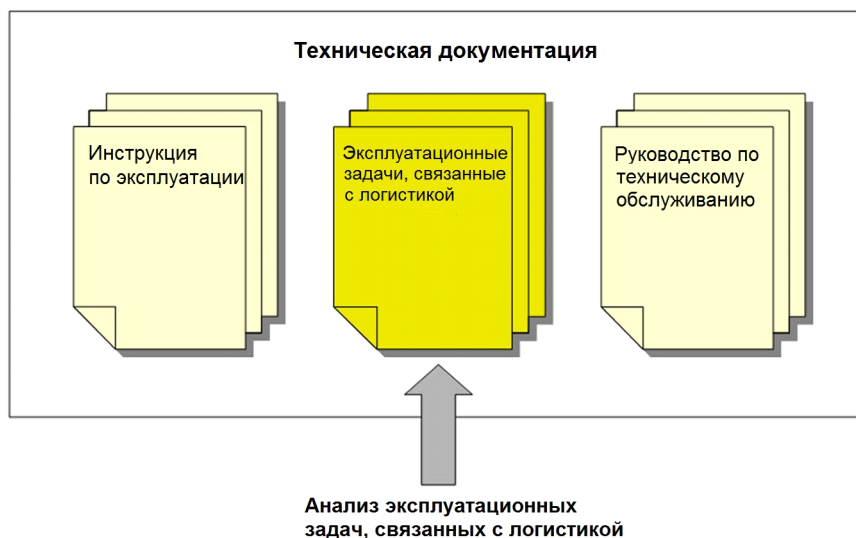 Техническая документация
Инструкция
по эксплуатации
Эксплуатационные
задачи, связанные
с логистикой
Руководство по
техническому
обслуживанию
Анализ эксплуатационных
задач, связанных с логистикой